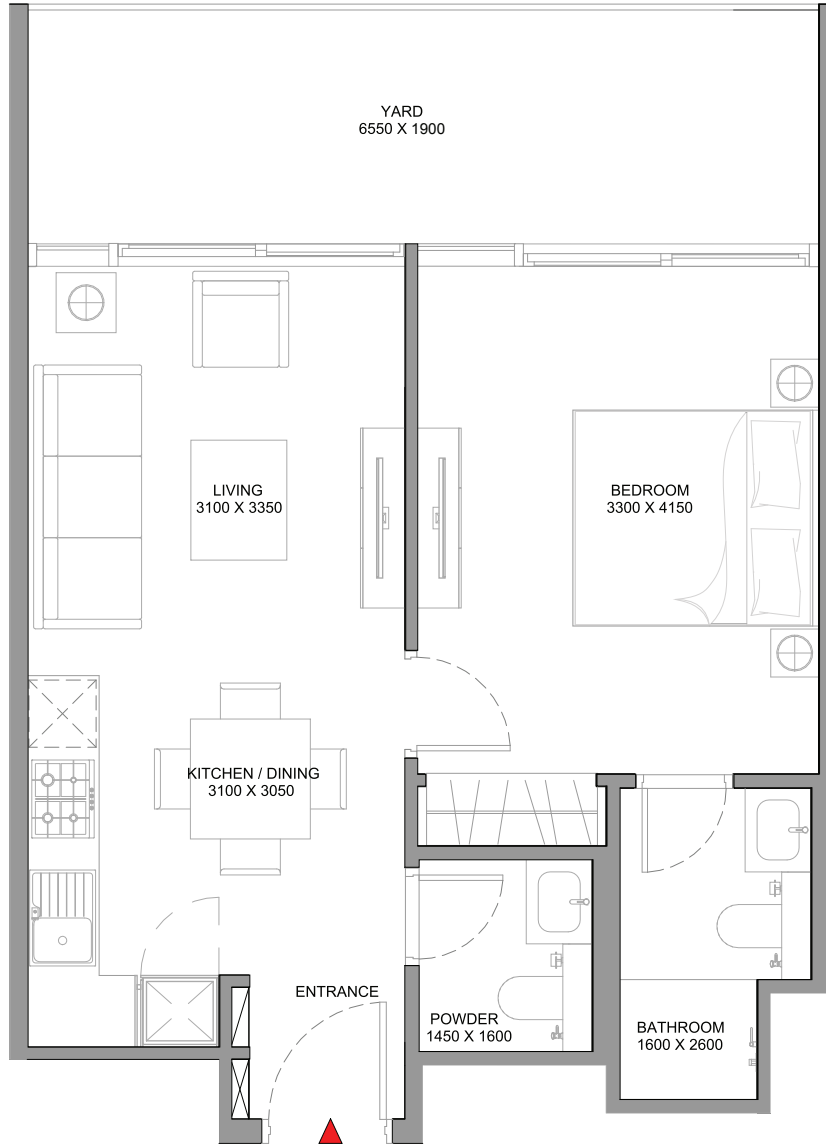 YARD
6550 X 1900
LIVING
3100 X 3350
BEDROOM
3300 X 4150
KITCHEN / DINING
3100 X 3050
ENTRANCE
POWDER
1450 X 1600
BATHROOM
1600 X 2600